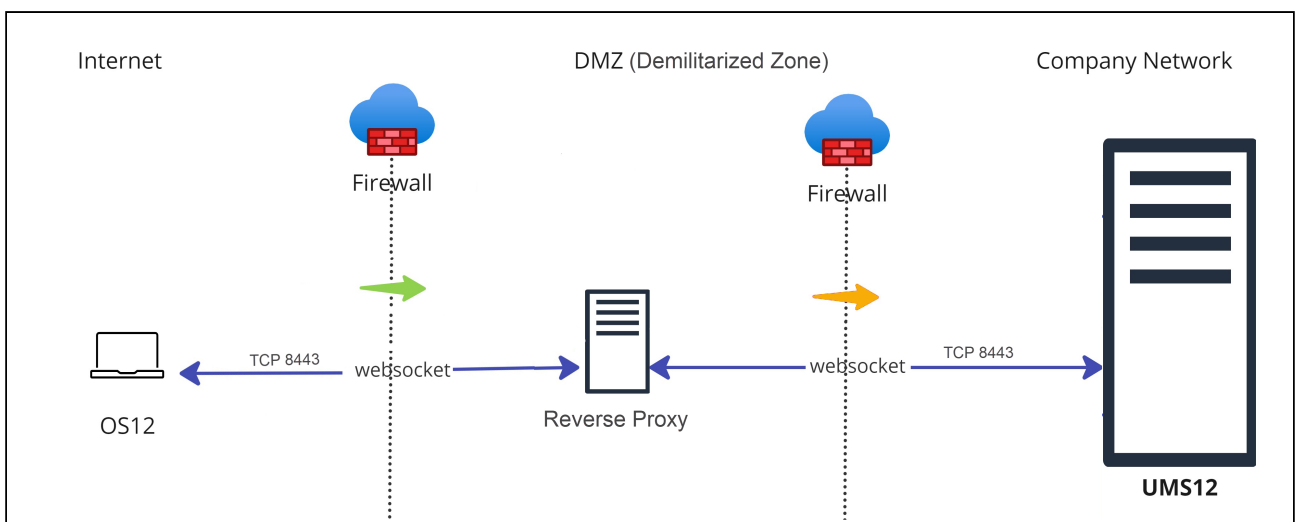 Internet
DMZ (Demilitarized Zone)
Company Network
Firewall
Firewall
TCP 8443
websocket
websocket
TCP 8443
OS12
Reverse Proxy
UMS12